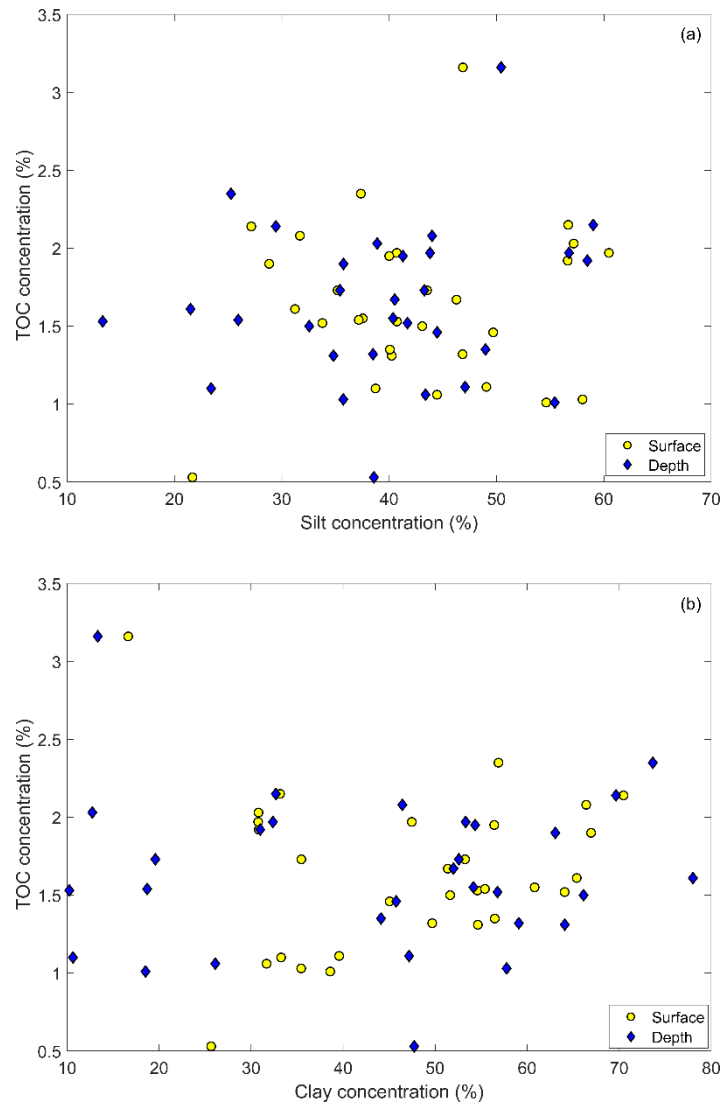 (a)
3.5
3
2.5
2
1.5
1
0.5
TOC concentration (%)
Surface
Depth
10 20 30 40 50 60 70
Silt concentration (%)
(b)
3.5
3
2.5
2
1.5
1
0.5
TOC concentration (%)
Surface
Depth
10 20 30 40 50 60 70 80
Clay concentration (%)